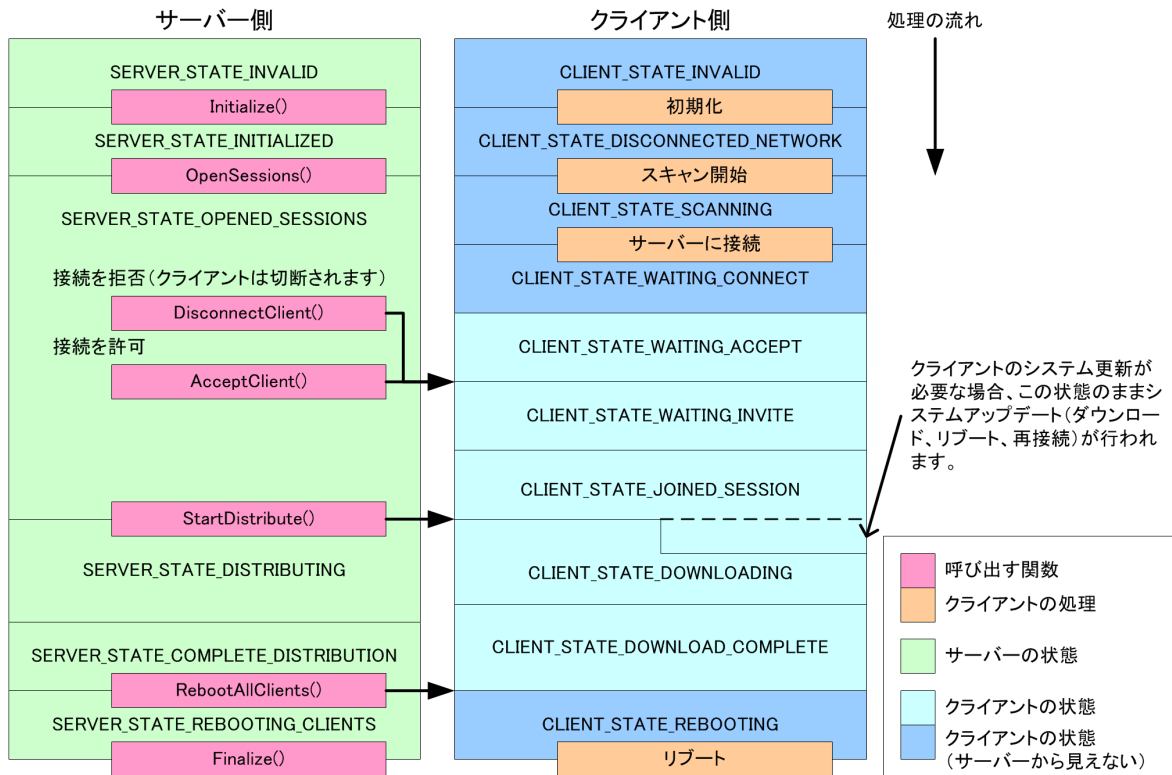 サーバー側
クライアント側
処理の流れ
SERVER_STATE_INVALID
CLIENT_STATE_INVALID
Initialize()
初期化
SERVER_STATE_INITIALIZED
CLIENT_STATE_DISCONNECTED_NETWORK
OpenSessions()
スキャン開始
SERVER_STATE_OPENED_SESSIONS
CLIENT_STATE_SCANNING
サーバーに接続
接続を拒否（クライアントは切断されます）
CLIENT_STATE_WAITING_CONNECT
DisconnectClient()
接続を許可
CLIENT_STATE_WAITING_ACCEPT
AcceptClient()
クライアントのシステム更新が
必要な場合、この状態のままシ
ステムアップデート（ダウンロー
ド、リブート、再接続）が行われ
ます。
CLIENT_STATE_WAITING_INVITE
CLIENT_STATE_JOINED_SESSION
StartDistribute()
SERVER_STATE_DISTRIBUTING
CLIENT_STATE_DOWNLOADING
SERVER_STATE_COMPLETE_DISTRIBUTION
CLIENT_STATE_DOWNLOAD_COMPLETE
RebootAllClients()
SERVER_STATE_REBOOTING_CLIENTS
CLIENT_STATE_REBOOTING
Finalize()
リブート
呼び出す関数
クライアントの処理
サーバーの状態
クライアントの状態
クライアントの状態
（サーバーから見えない）